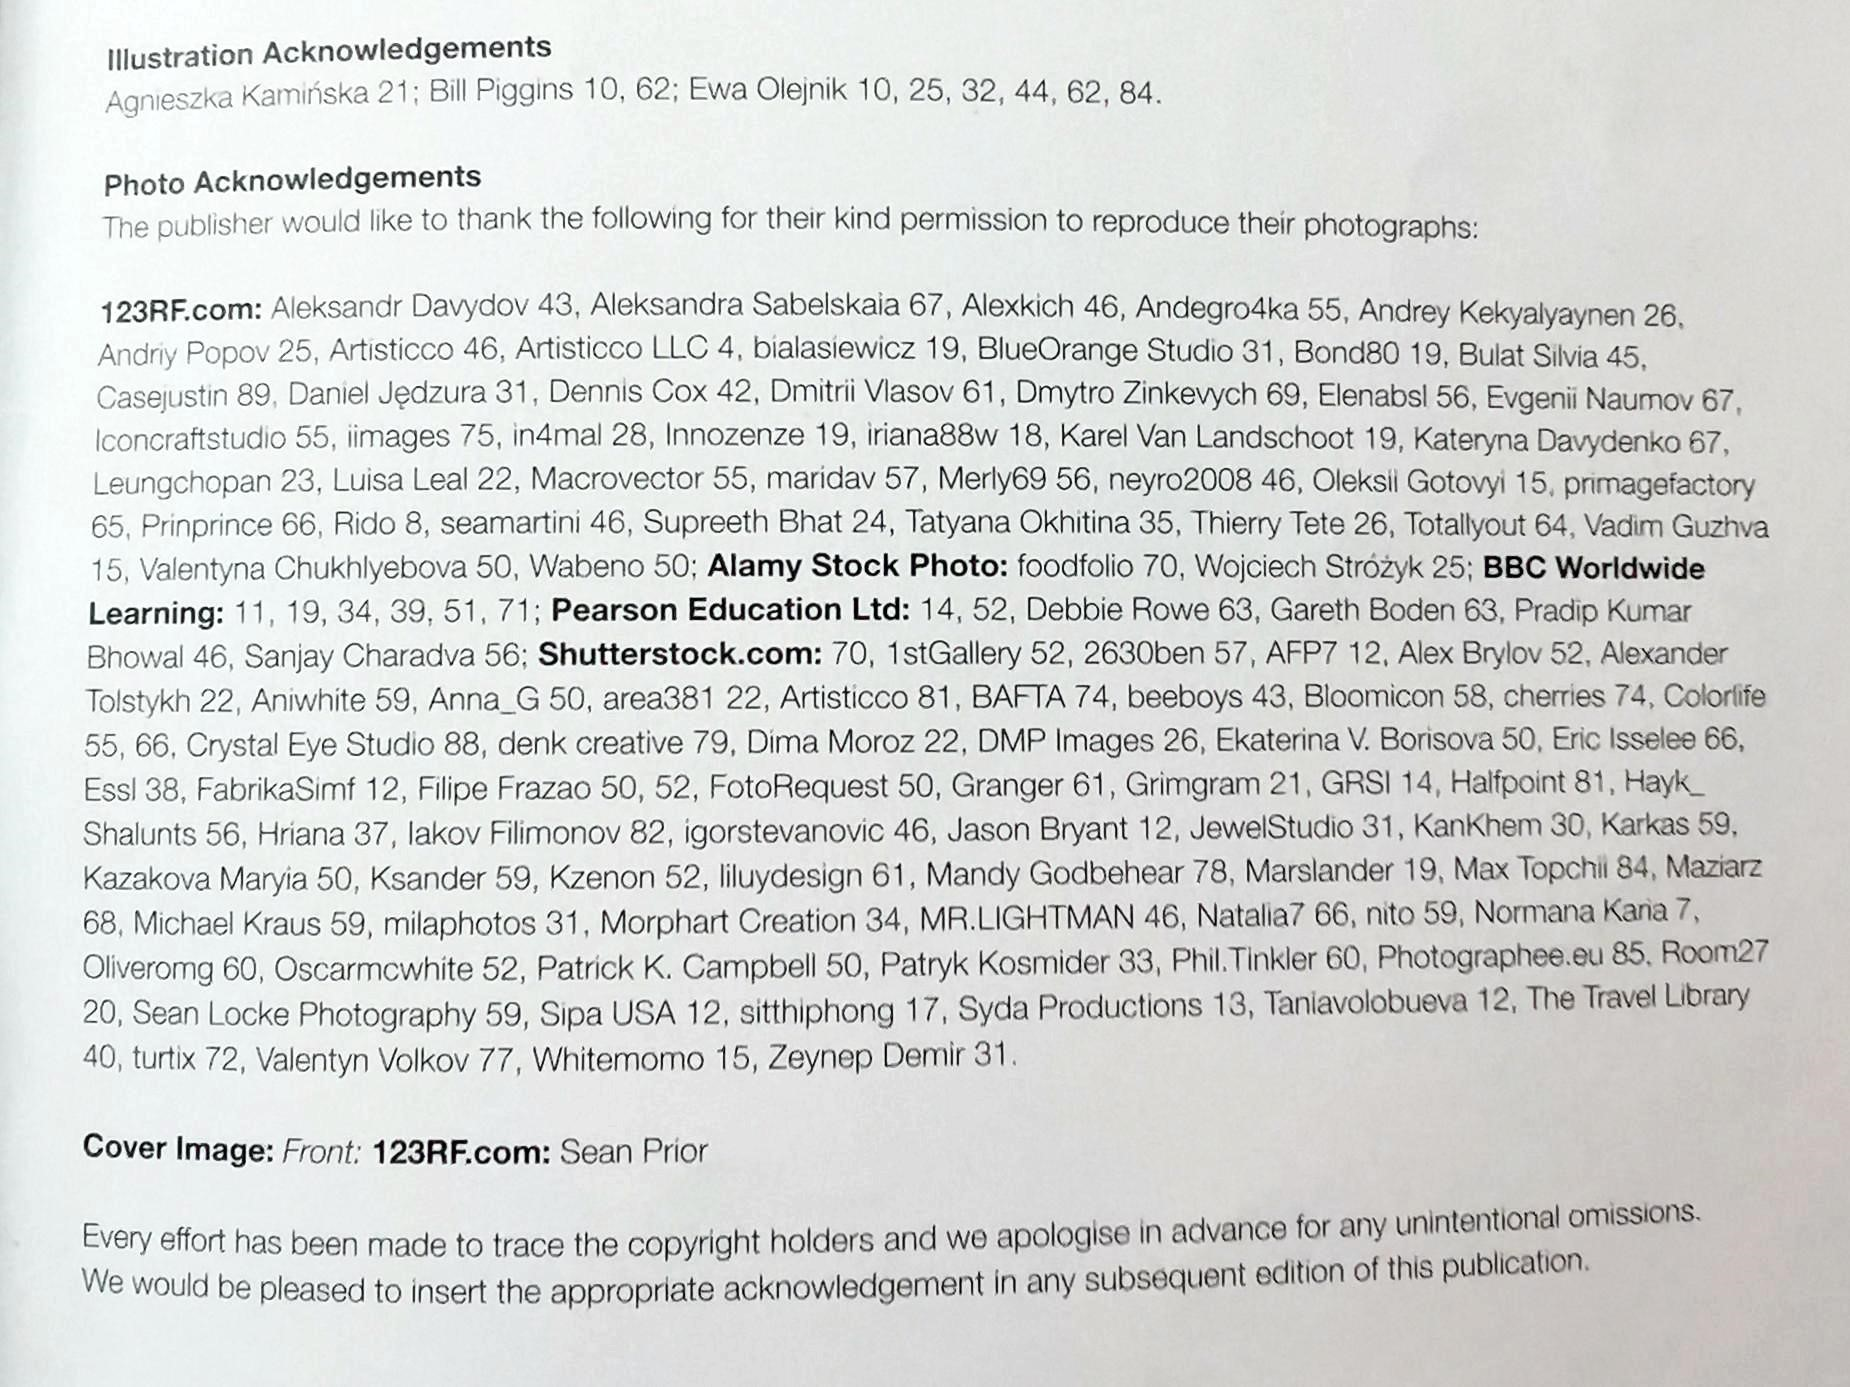 Illustration Acknowledgements
Agnieszka Kamińska 21; Bill Piggins 10, 62; Ewa Olejnik 10, 25, 32, 44, 62, 84.
Photo Acknowledgements
The publisher would like to thank the following for their kind permission to reproduce their photographs:
123RF.com: Aleksandr Davydov 43, Aleksandra Sabelskaia 67, Alexkich 46, Andegro4ka 55, Andrey Kekyalyaynen 26,
Andriy Popov 25, Artisticco 46, Artisticco LLC 4, bialasiewicz 19, BlueOrange Studio 31, Bond80 19, Bulat Silvia 45,
Casejustin 89, Daniel Jędzura 31, Dennis Cox 42, Dmitrii Vlasov 61, Dmytro Zinkevych 69, Elenabsl 56, Evgenii Naumov 67,
Iconcraftstudio 55, iimages 75, in4mal 28, Innozenze 19, iriana88w 18, Karel Van Landschoot 19, Kateryna Davydenko 67,
Leungchopan 23, Luisa Leal 22, Macrovector 55, maridav 57, Merly69 56, neyro2008 46, Oleksii Gotovyi 15, primagefactory
65, Prinprince 66, Rido 8, seamartini 46, Supreeth Bhat 24, Tatyana Okhitina 35, Thierry Tete 26, Totallyout 64, Vadim Guzhva
15, Valentyna Chukhlyebova 50, Wabeno 50; Alamy Stock Photo: foodfolio 70, Wojciech Stróżyk 25; BBC Worldwide
Learning: 11, 19, 34, 39, 51, 71; Pearson Education Ltd: 14, 52, Debbie Rowe 63, Gareth Boden 63, Pradip Kumar
Bhowal 46, Sanjay Charadva 56; Shutterstock.com: 70, 1stGallery 52, 2630ben 57, AFP7 12, Alex Brylov 52, Alexander
Tolstykh 22, Aniwhite 59, Anna_G 50, area381 22, Artisticco 81, BAFTA 74, beeboys 43, Bloomicon 58, cherries 74, Colorlife
55, 66, Crystal Eye Studio 88, denk creative 79, Dima Moroz 22, DMP Images 26, Ekaterina V. Borisova 50, Eric Isselee 66,
Essl 38, FabrikaSimf 12, Filipe Frazao 50, 52, FotoRequest 50, Granger 61, Grimgram 21, GRSI 14, Halfpoint 81, Hayk_
Shalunts 56, Hriana 37, Iakov Filimonov 82, igorstevanovic 46, Jason Bryant 12, JewelStudio 31, KanKhem 30, Karkas 59,
Kazakova Maryia 50, Ksander 59, Kzenon 52, liluydesign 61, Mandy Godbehear 78, Marslander 19, Max Topchii 84, Maziarz
68, Michael Kraus 59, milaphotos 31, Morphart Creation 34, MR.LIGHTMAN 46, Natalia7 66, nito 59, Normana Karia 7,
Oliveromg 60, Oscarmcwhite 52, Patrick K. Campbell 50, Patryk Kosmider 33, Phil.Tinkler 60, Photographee.eu 85, Room27
20, Sean Locke Photography 59, Sipa USA 12, sitthiphong 17, Syda Productions 13, Taniavolobueva 12, The Travel Library
40, turtix 72, Valentyn Volkov 77, Whitemomo 15, Zeynep Demir 31.
Cover Image: Front: 123RF.com: Sean Prior
Every effort has been made to trace the copyright holders and we apologise in advance for any unintentional omissions.
We would be pleased to insert the appropriate acknowledgement in any subsequent edition of this publication.